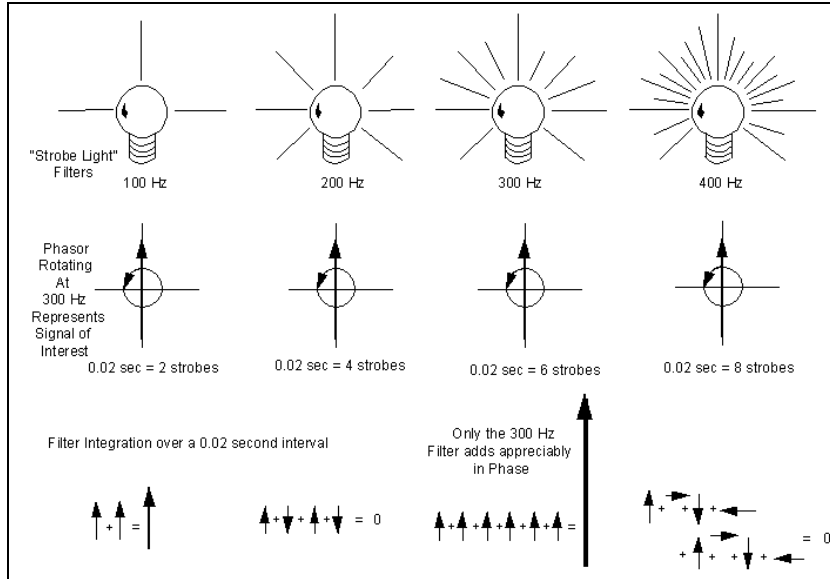 "Strobe Light"
Filters
100 Hz
200 Hz
300 Hz
400 Hz
Phasor
Rotating
At
300 Hz
Represents
Signal of
Interest
0.02 sec = 2 strobes
0.02 sec = 4 strobes
0.02 sec = 6 strobes
0.02 sec = 8 strobes
Filter Integration over a 0.02 second interval
Only the 300 Hz
Filter adds appreciably
in Phase
+ =
+ + + = 0
+ + + + + =
+ + +
+ + + = 0